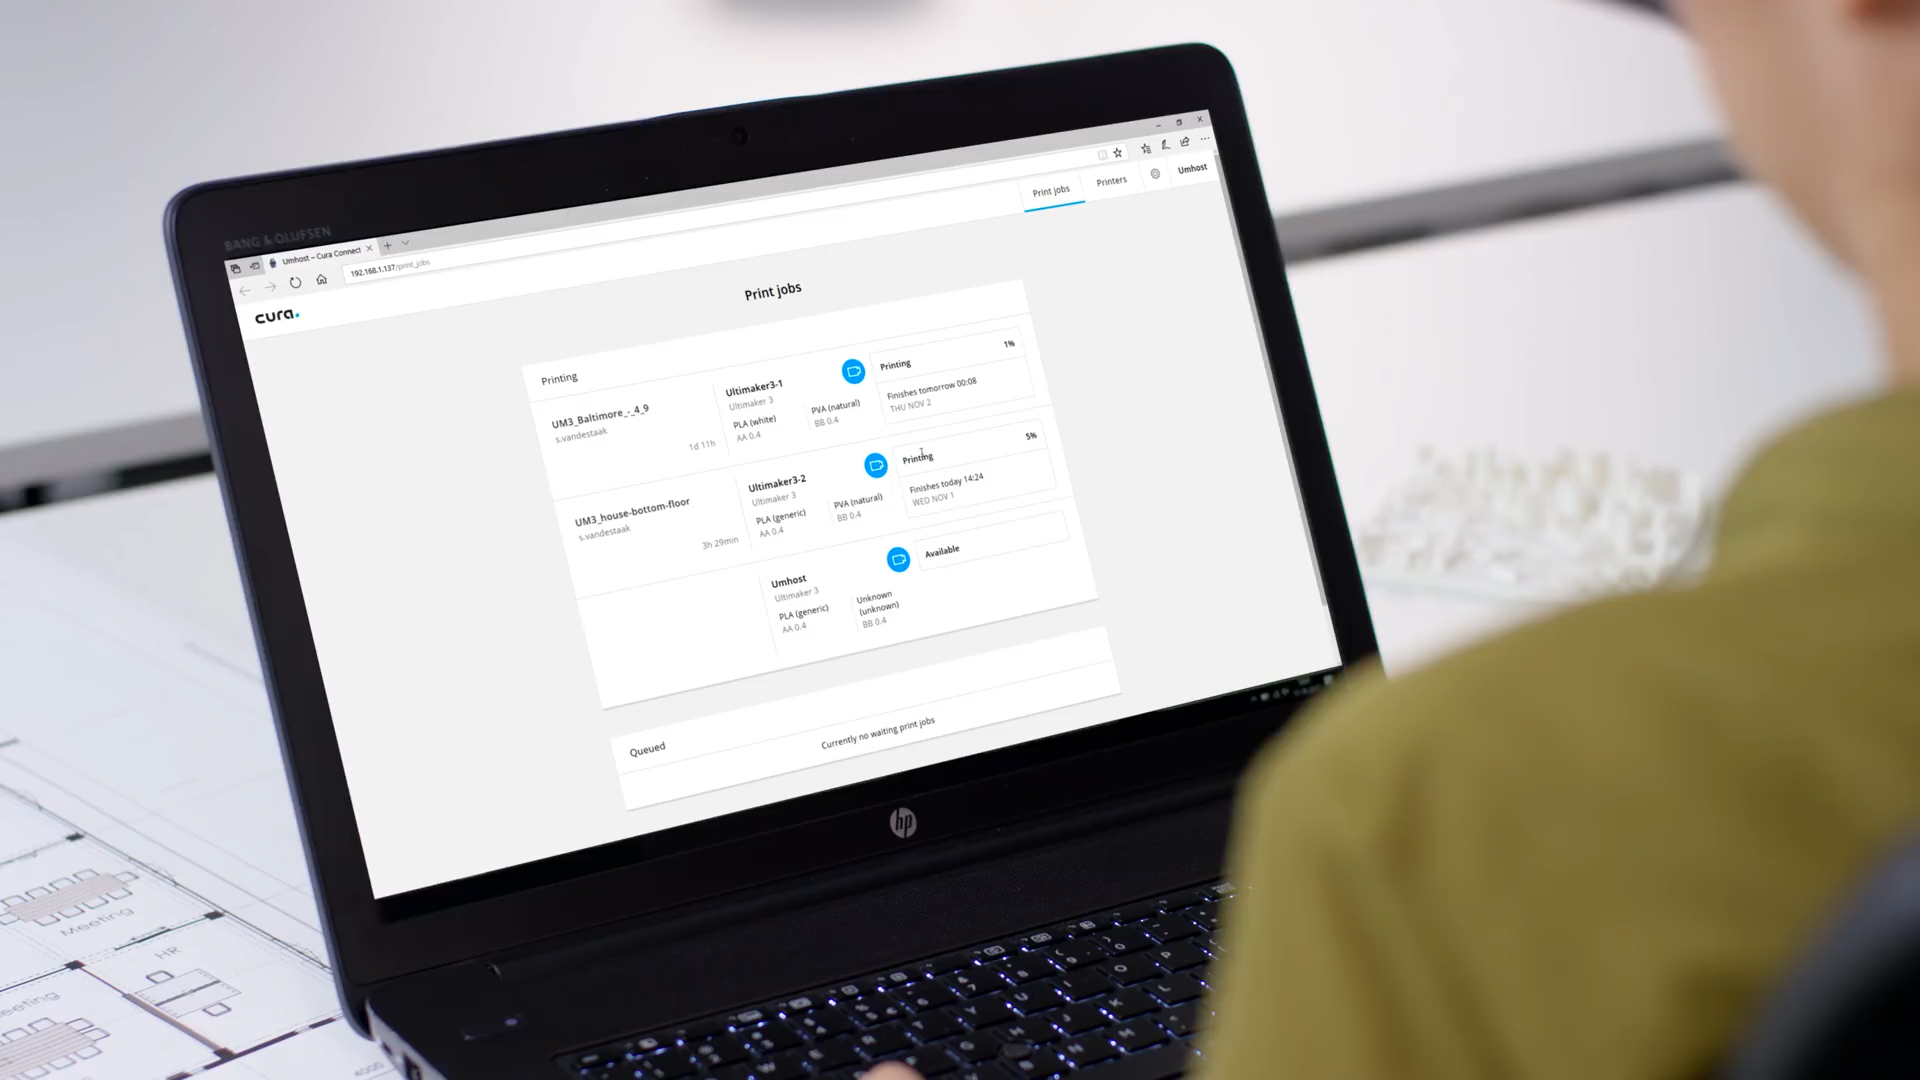 BANG & OLUFSEN
Umhost – Cura Connect
192.168.1.137/print_jobs
cura.
Print jobs
Printers
Umhost
Print jobs
Printing
UM3_Baltimore_-_4_9
s.vandestaak
1d 11h
Ultimaker3-1
Ultimaker 3
PLA (white)
AA 0.4
PVA (natural)
BB 0.4
Printing
1%
Finishes tomorrow 00:08
THU NOV 2
UM3_house-bottom-floor
s.vandestaak
3h 29min
Ultimaker3-2
Ultimaker 3
PLA (generic)
AA 0.4
PVA (natural)
BB 0.4
Printing
5%
Finishes today 14:24
WED NOV 1
Umhost
Ultimaker 3
PLA (generic)
AA 0.4
Unknown
(unknown)
BB 0.4
Available
Queued
Currently no waiting print jobs
hp
Meeting
HR
Meeting
4000